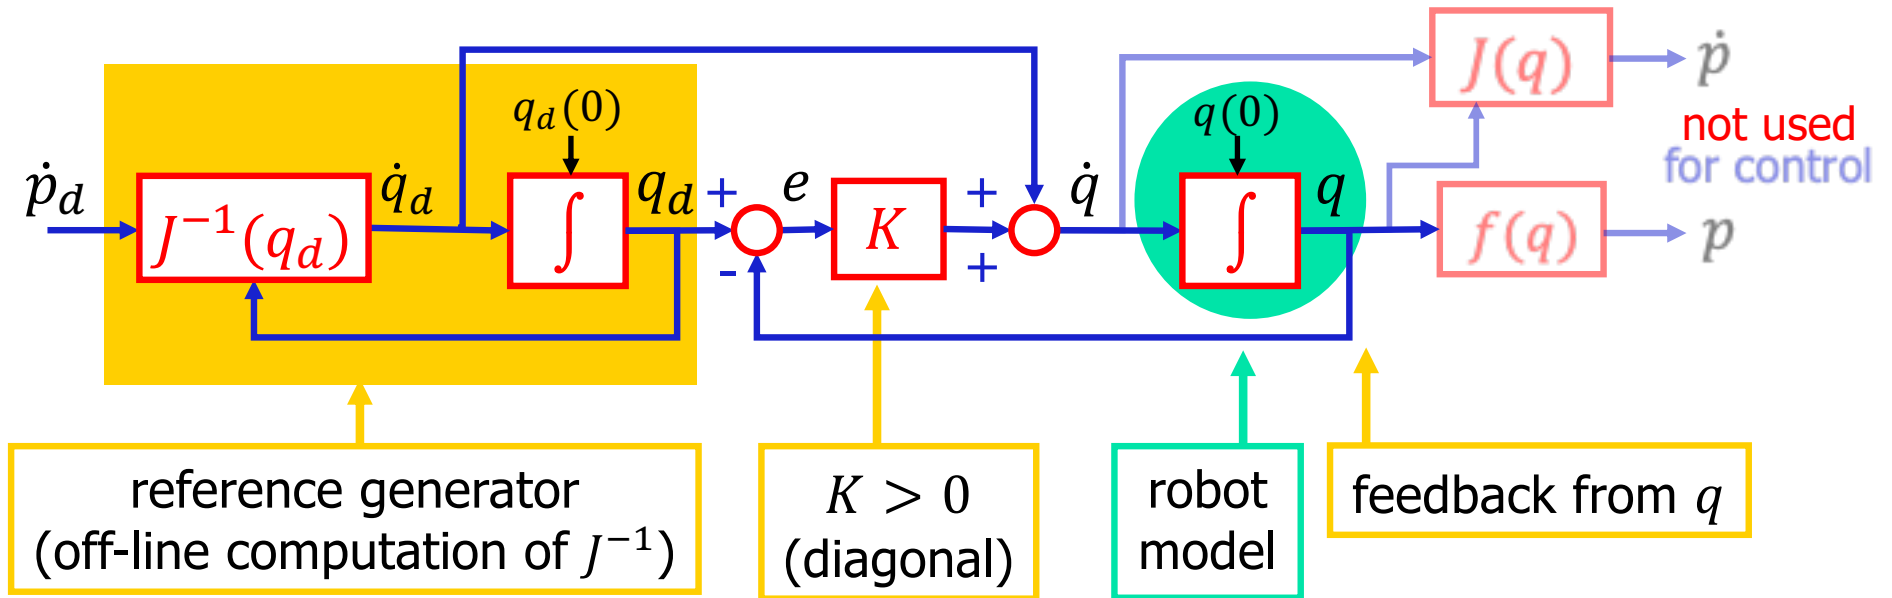 ṗ_d
J⁻¹(q_d)
q̇_d
q_d(0)
∫
q_d
+
-
e
K
+
+
q̇
q(0)
∫
q
J(q)
ṗ
not used
for control
f(q)
p
reference generator
(off-line computation of J⁻¹)
K > 0
(diagonal)
robot
model
feedback from q